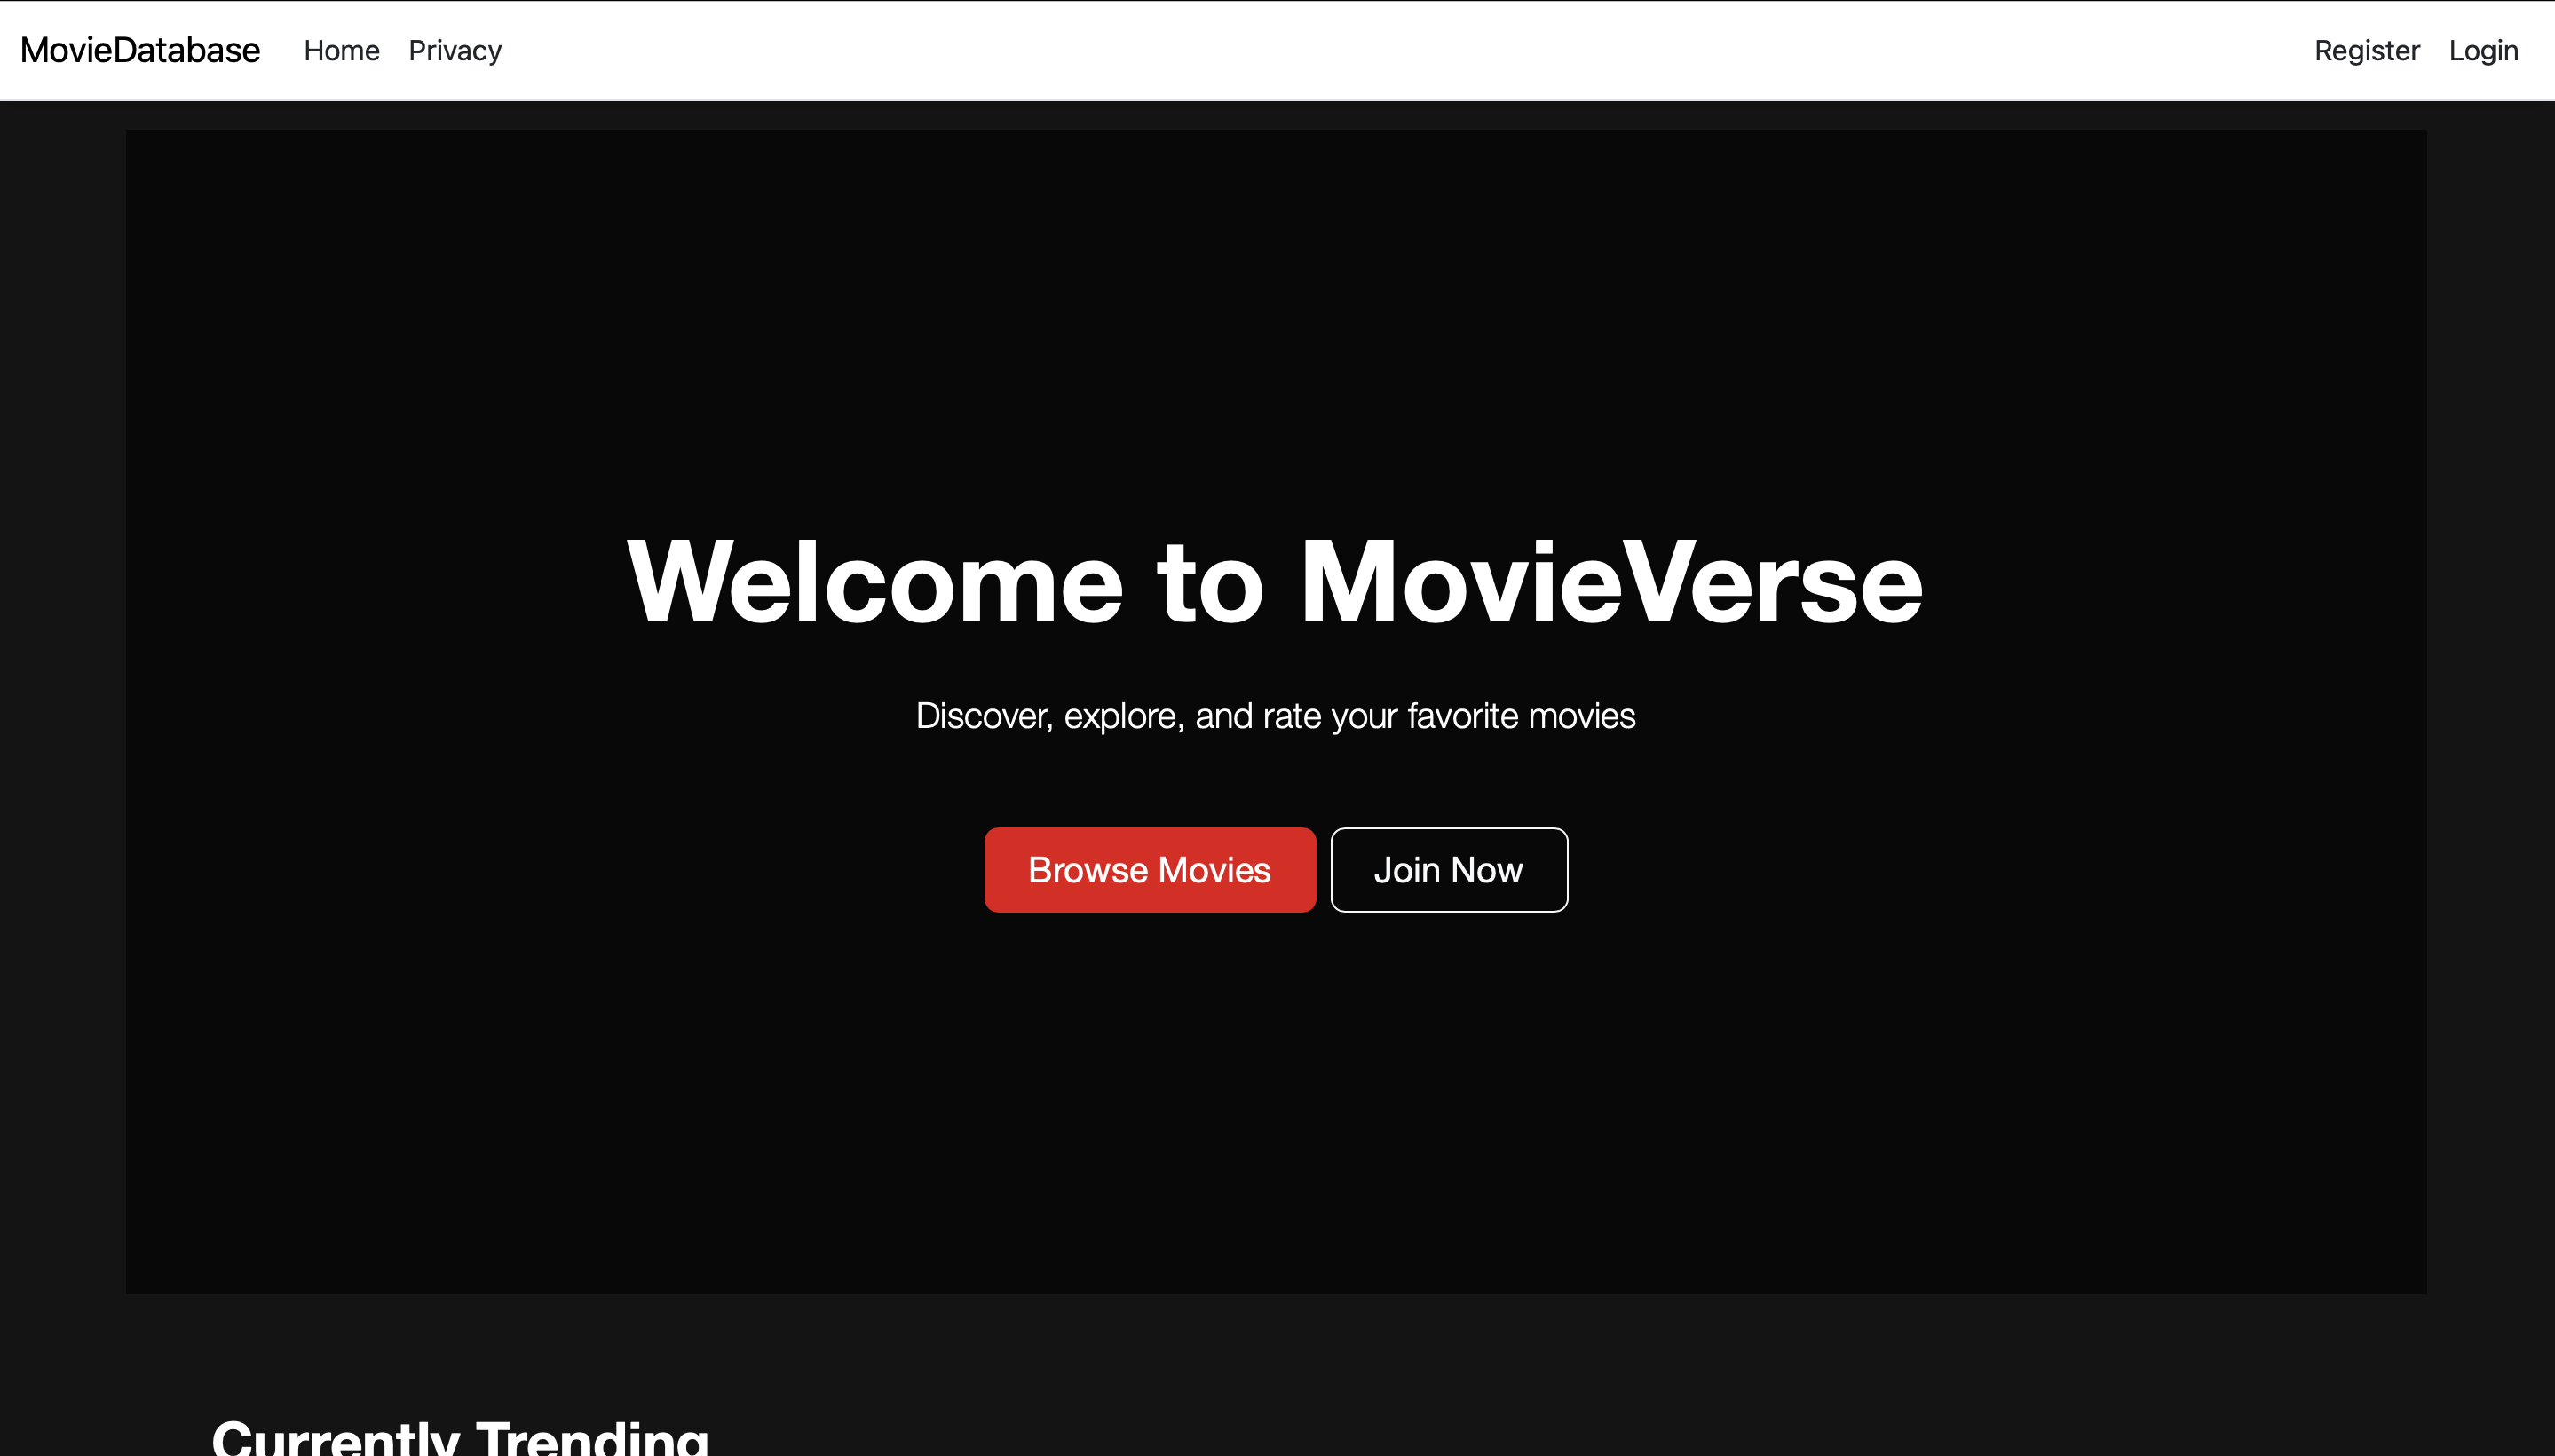 MovieDatabase Home Privacy Register Login
Welcome to MovieVerse
Discover, explore, and rate your favorite movies
Browse Movies Join Now
Currently Trending